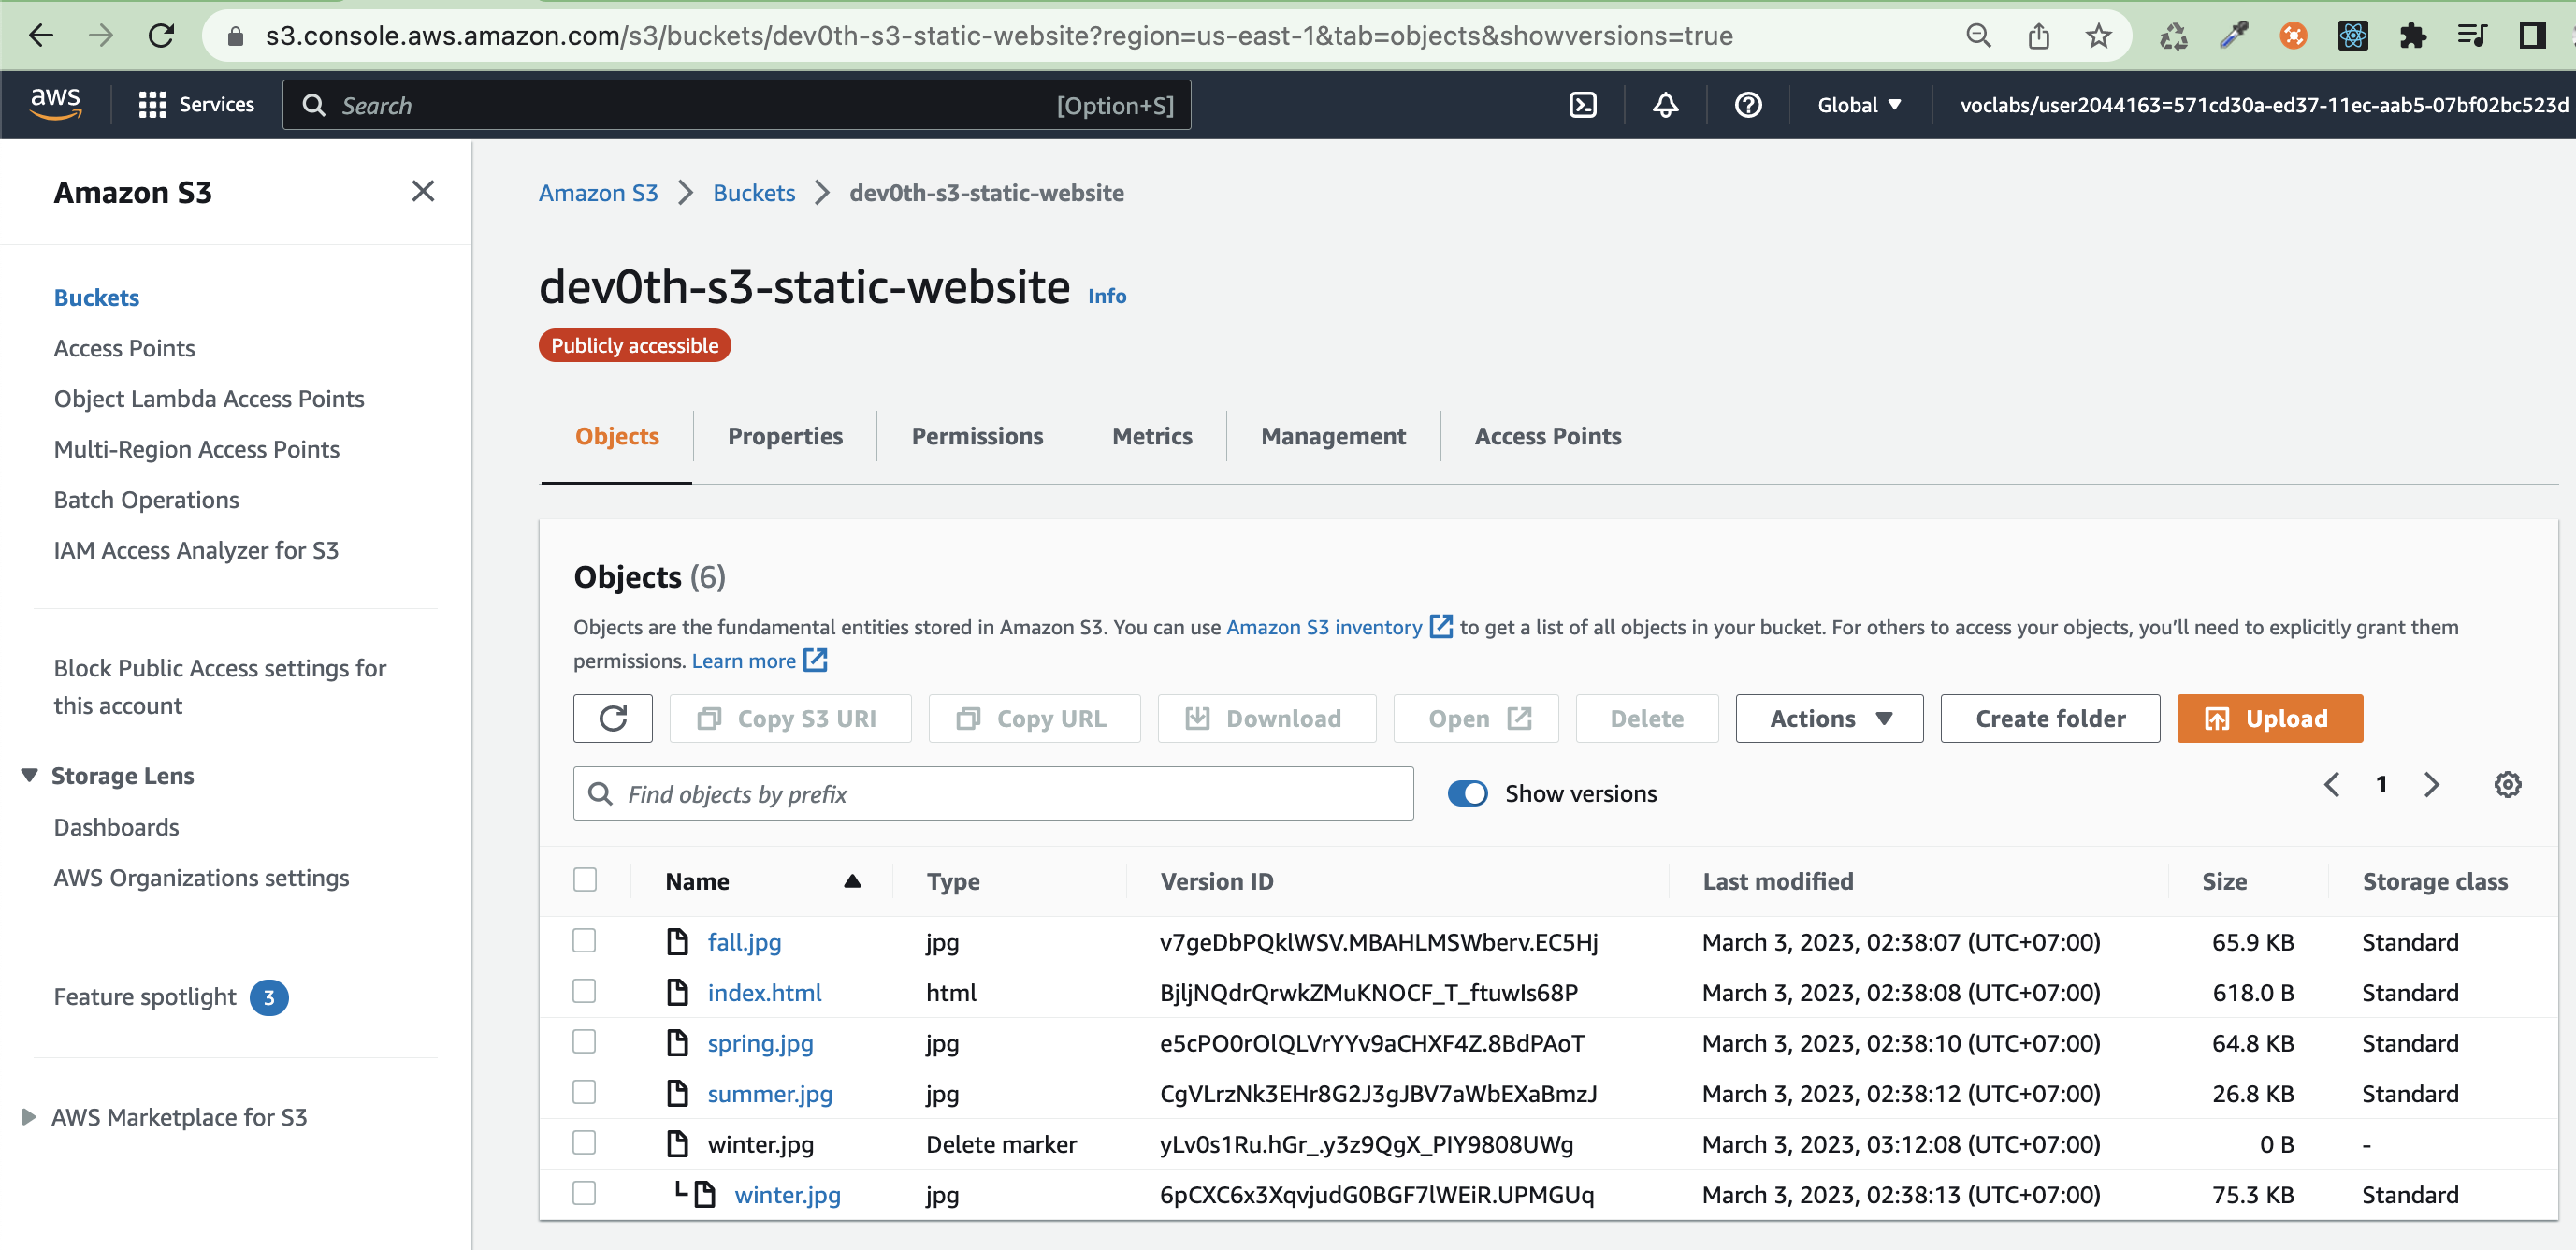 s3.console.aws.amazon.com/s3/buckets/dev0th-s3-static-website?region=us-east-1&tab=objects&showversions=true
aws Services Search [Option+S] Global voclabs/user2044163=571cd30a-ed37-11ec-aab5-07bf02bc523d
Amazon S3
Buckets
Access Points
Object Lambda Access Points
Multi-Region Access Points
Batch Operations
IAM Access Analyzer for S3
Block Public Access settings for
this account
Storage Lens
Dashboards
AWS Organizations settings
Feature spotlight 3
AWS Marketplace for S3
Amazon S3 Buckets dev0th-s3-static-website
dev0th-s3-static-website Info
Publicly accessible
Objects Properties Permissions Metrics Management Access Points
Objects (6)
Objects are the fundamental entities stored in Amazon S3. You can use Amazon S3 inventory to get a list of all objects in your bucket. For others to access your objects, you'll need to explicitly grant them
permissions. Learn more
Copy S3 URI Copy URL Download Open Delete Actions Create folder Upload
Find objects by prefix Show versions 1
Name Type Version ID Last modified Size Storage class
fall.jpg jpg v7geDbPQklWSV.MBAHLMSWberv.EC5Hj March 3, 2023, 02:38:07 (UTC+07:00) 65.9 KB Standard
index.html html BjljNQdrQrwkZMuKNOCF_T_ftuwIs68P March 3, 2023, 02:38:08 (UTC+07:00) 618.0 B Standard
spring.jpg jpg e5cPO0rOlQLVrYYv9aCHXF4Z.8BdPAoT March 3, 2023, 02:38:10 (UTC+07:00) 64.8 KB Standard
summer.jpg jpg CgVLrzNk3EHr8G2J3gJBV7aWbEXaBmzJ March 3, 2023, 02:38:12 (UTC+07:00) 26.8 KB Standard
winter.jpg Delete marker yLv0s1Ru.hGr_.y3z9QgX_PIY9808UWg March 3, 2023, 03:12:08 (UTC+07:00) 0 B -
winter.jpg jpg 6pCXC6x3XqvjudG0BGF7lWEiR.UPMGUq March 3, 2023, 02:38:13 (UTC+07:00) 75.3 KB Standard